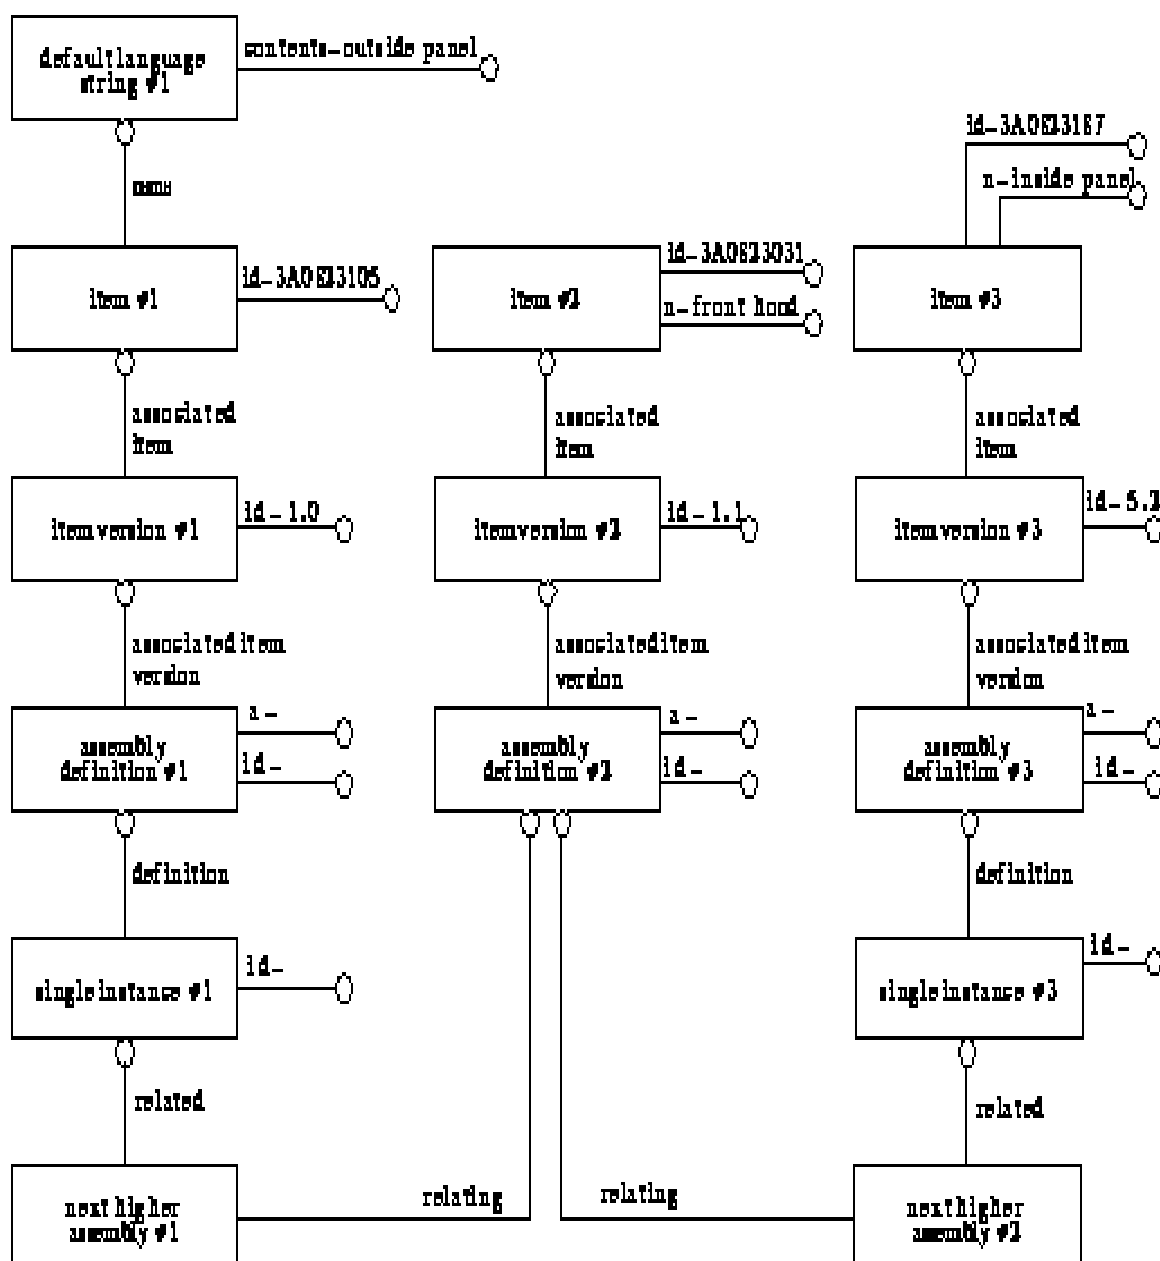 default language
string #1
contents-outside panel
id-3A0823187
n-inside panel
name
item #1
id-3A0823105
item #2
id-3A0823031
n-front hood
item #3
associated
item
associated
item
associated
item
item version #1
id-1.0
item version #2
id-1.1
item version #3
id-5.2
associated item
version
associated item
version
associated item
version
assembly
definition #1
a-
id-
assembly
definition #2
a-
id-
assembly
definition #3
a-
id-
definition
definition
single instance #1
id-
single instance #3
id-
related
related
next higher
assembly #1
relating
relating
next higher
assembly #2